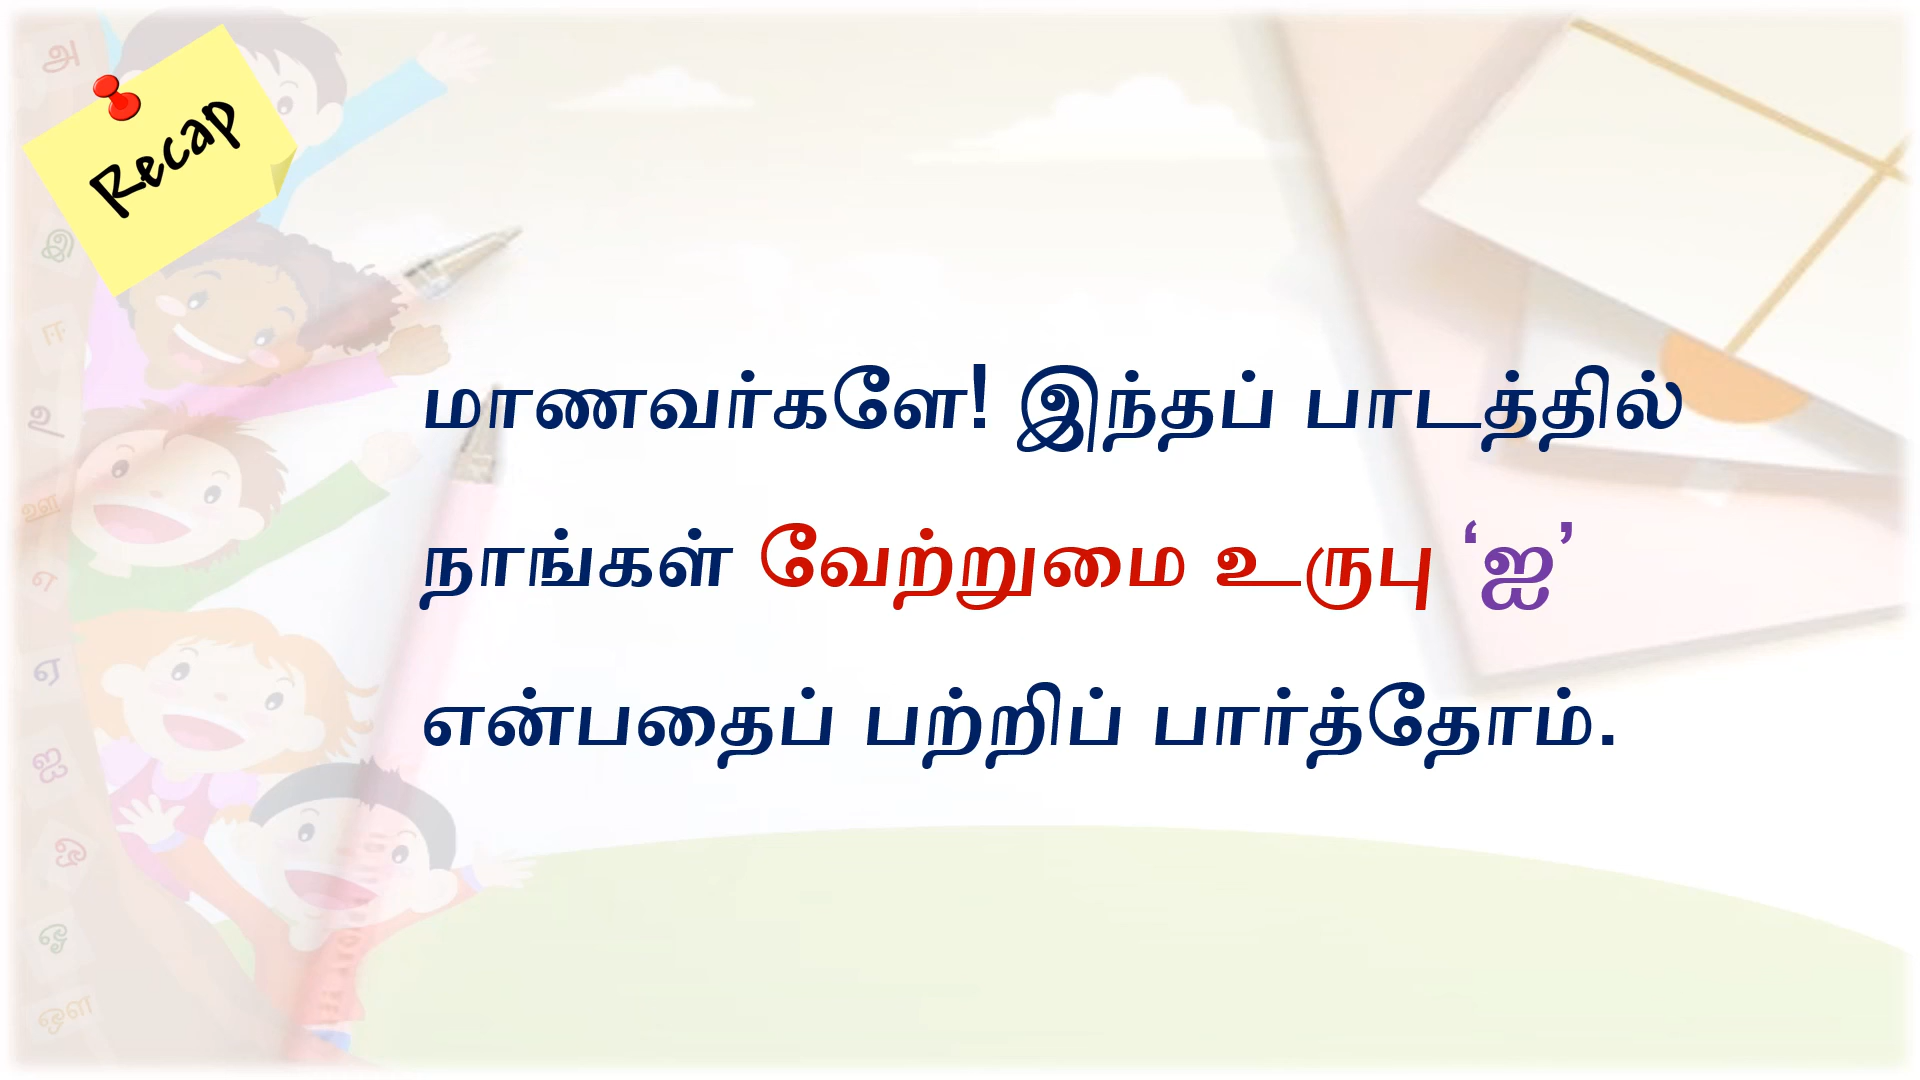 Recap
மாணவர்களே! இந்தப் பாடத்தில்
நாங்கள் வேற்றுமை உருபு ‘ஐ’
என்பதைப் பற்றிப் பார்த்தோம்.
அ
இ
ஈ
உ
ஊ
எ
ஏ
ஐ
ஒ
ஓ
ஔ